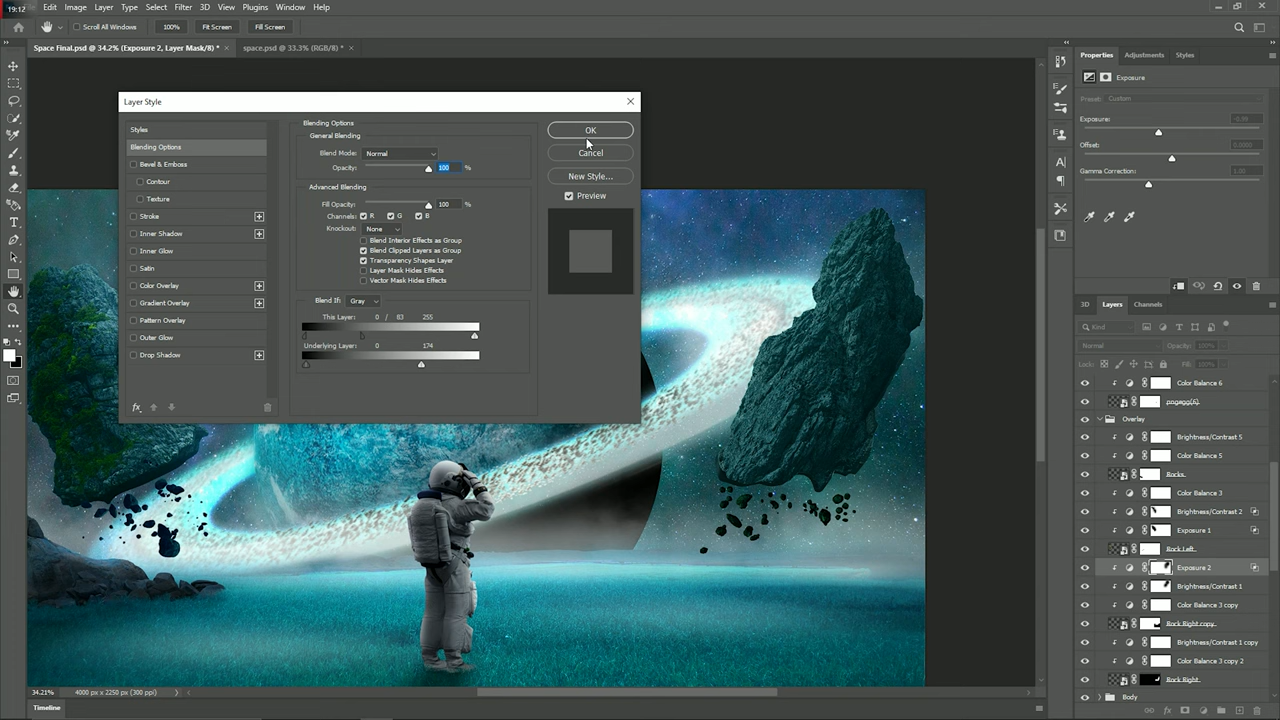 19:12 Edit Image Layer Type Select Filter 3D View Plugins Window Help
Scroll All Windows 100% Fit Screen Fill Screen
Space Final.psd @ 34.2% (Exposure 2, Layer Mask/8) * × space.psd @ 33.3% (RGB/8) * ×
Layer Style
Styles
Blending Options
Bevel & Emboss
Contour
Texture
Stroke
Inner Shadow
Inner Glow
Satin
Color Overlay
Gradient Overlay
Pattern Overlay
Outer Glow
Drop Shadow
fx
Blending Options
General Blending
Blend Mode: Normal
Opacity: 100 %
Advanced Blending
Fill Opacity: 100 %
Channels: R G B
Knockout: None
Blend Interior Effects as Group
Blend Clipped Layers as Group
Transparency Shapes Layer
Layer Mask Hides Effects
Vector Mask Hides Effects
Blend If: Gray
This Layer: 0 / 83 255
Underlying Layer: 0 174
OK
Cancel
New Style...
Preview
Properties Adjustments Styles
Exposure
Preset: Custom
Exposure:
Offset: 0.0000
Gamma Correction: 1.00
3D Layers Channels
Kind
Normal Opacity: 100%
Lock: Fill: 100%
Color Balance 6
pngegg(6)
Overlay
Brightness/Contrast 5
Color Balance 5
Rocks
Color Balance 3
Brightness/Contrast 2
Exposure 1
Rock Left
Exposure 2
Brightness/Contrast 1
Color Balance 3 copy
Rock Right copy
Brightness/Contrast 1 copy
Color Balance 3 copy 2
Rock Right
Body
34.21% 4000 px x 2250 px (300 ppi)
Timeline